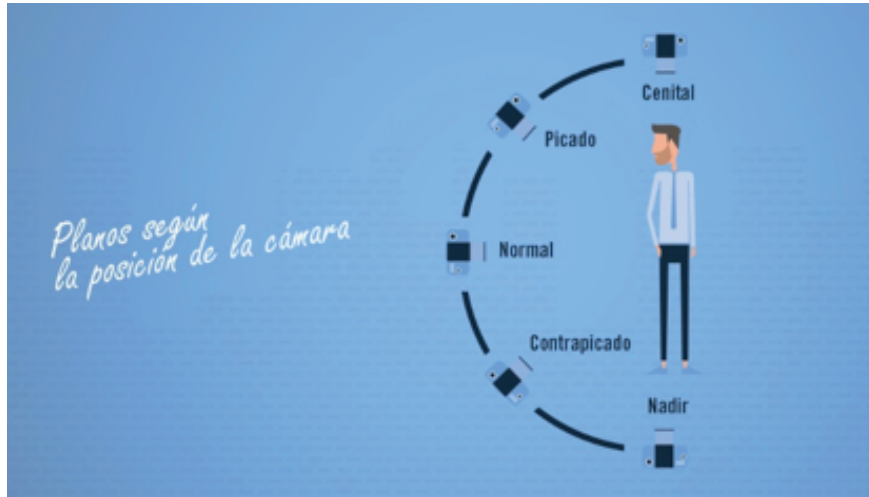 Planos según
la posición de la cámara
Cenital
Picado
Normal
Contrapicado
Nadir